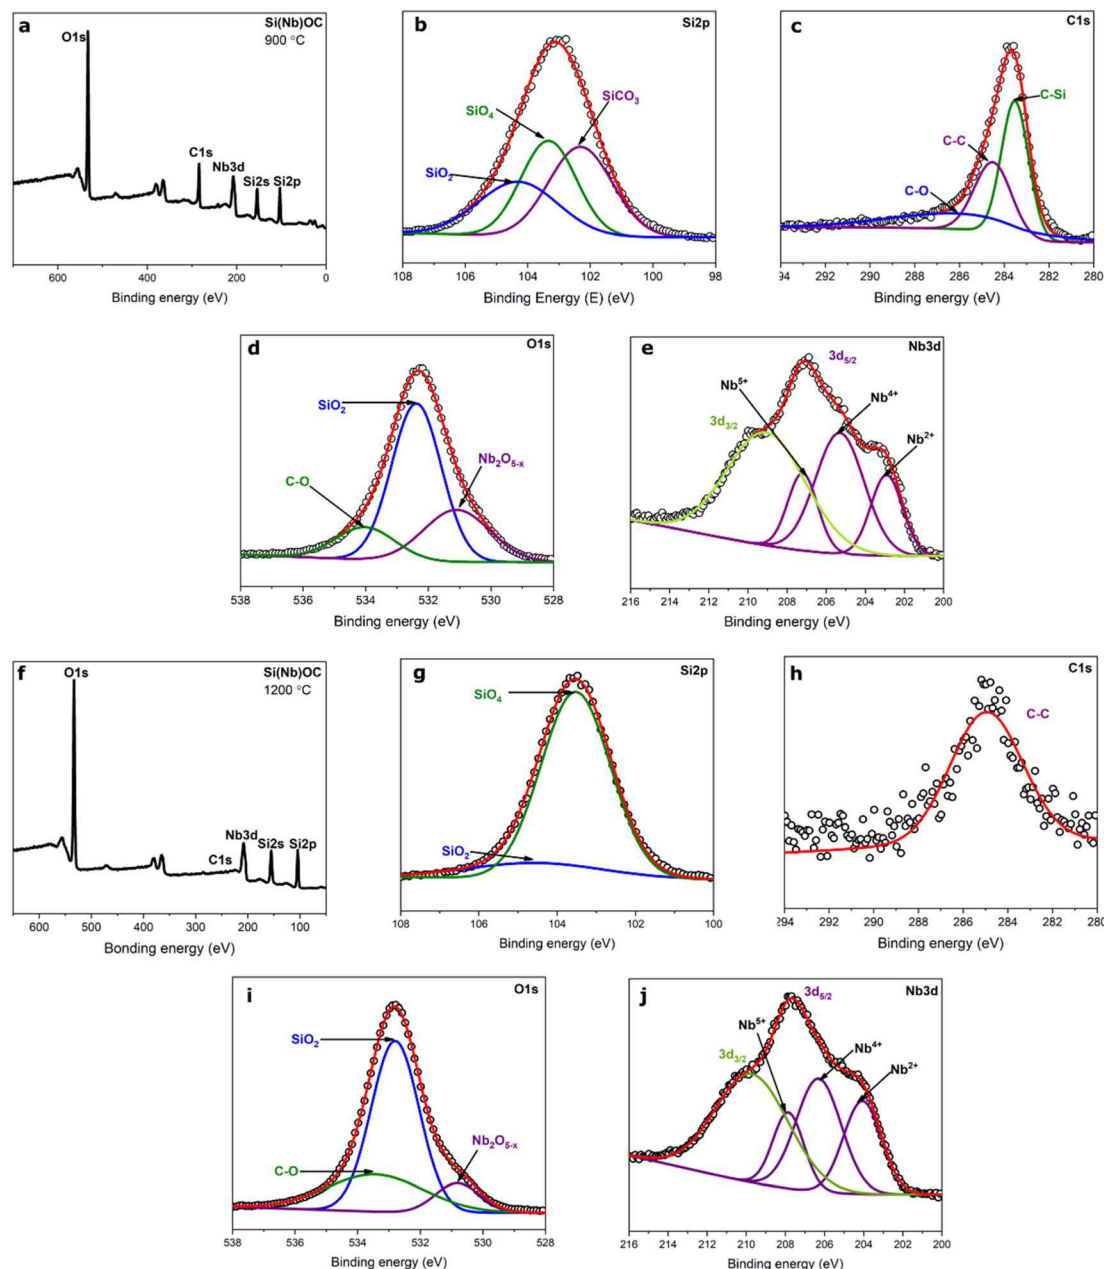 a
Si(Nb)OC
900 °C
O1s
C1s
Nb3d
Si2s
Si2p
600 400 200 0
Binding energy (eV)
b
Si2p
SiO4
SiCO3
SiO2
108 106 104 102 100 98
Binding Energy (E) (eV)
c
C1s
C-Si
C-C
C-O
94 292 290 288 286 284 282 280
Binding energy (eV)
d
O1s
SiO2
Nb2O5-x
C-O
538 536 534 532 530 528
Binding energy (eV)
e
Nb3d
3d5/2
Nb5+
Nb4+
3d3/2
Nb2+
216 214 212 210 208 206 204 202 200
Binding energy (eV)
f
Si(Nb)OC
1200 °C
O1s
Nb3d
Si2s
Si2p
C1s
600 500 400 300 200 100
Bonding energy (eV)
g
Si2p
SiO4
SiO2
108 106 104 102 100
Binding energy (eV)
h
C1s
C-C
294 292 290 288 286 284 282 280
Binding energy (eV)
i
O1s
SiO2
Nb2O5-x
C-O
538 536 534 532 530 528
Binding energy (eV)
j
Nb3d
3d5/2
Nb5+
Nb4+
3d3/2
Nb2+
216 214 212 210 208 206 204 202 200
Binding energy (eV)